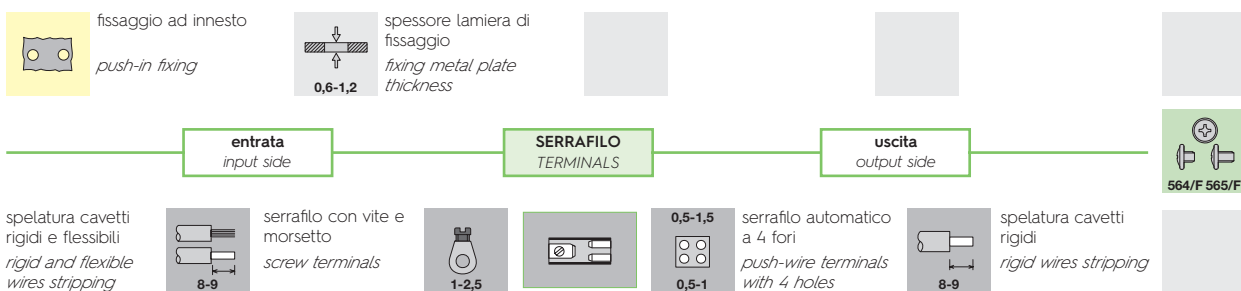 fissaggio ad innesto
push-in fixing
0,6-1,2
spessore lamiera di
fissaggio
fixing metal plate
thickness
entrata
input side
SERRAFILO
TERMINALS
uscita
output side
564/F 565/F
spelatura cavetti
rigidi e flessibili
rigid and flexible
wires stripping
8-9
serrafilo con vite e
morsetto
screw terminals
1-2,5
0,5-1,5
0,5-1
serrafilo automatico
a 4 fori
push-wire terminals
with 4 holes
8-9
spelatura cavetti
rigidi
rigid wires stripping